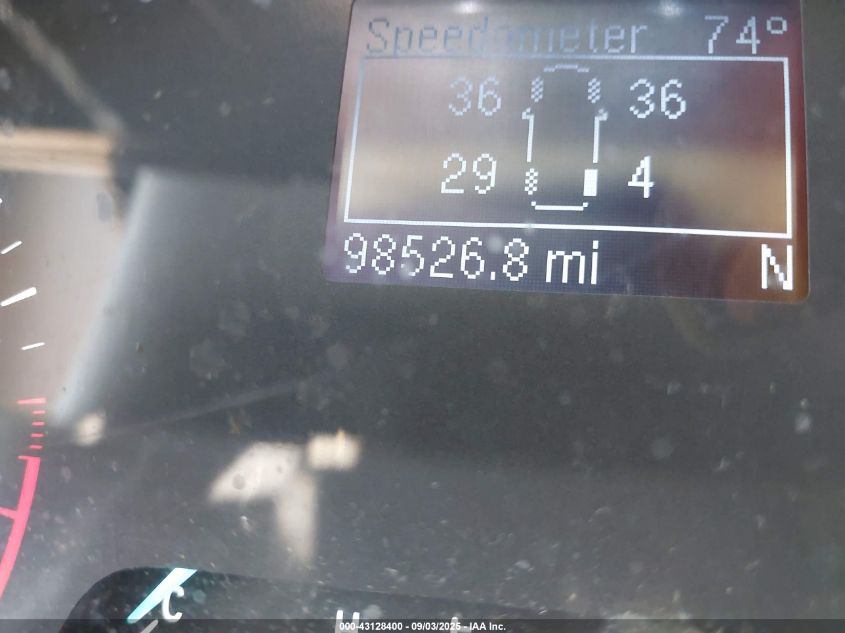 Speedometer 74°
36 36
29 4
98526.8 mi N
C
000-43128400 - 09/03/2025 - IAA Inc.